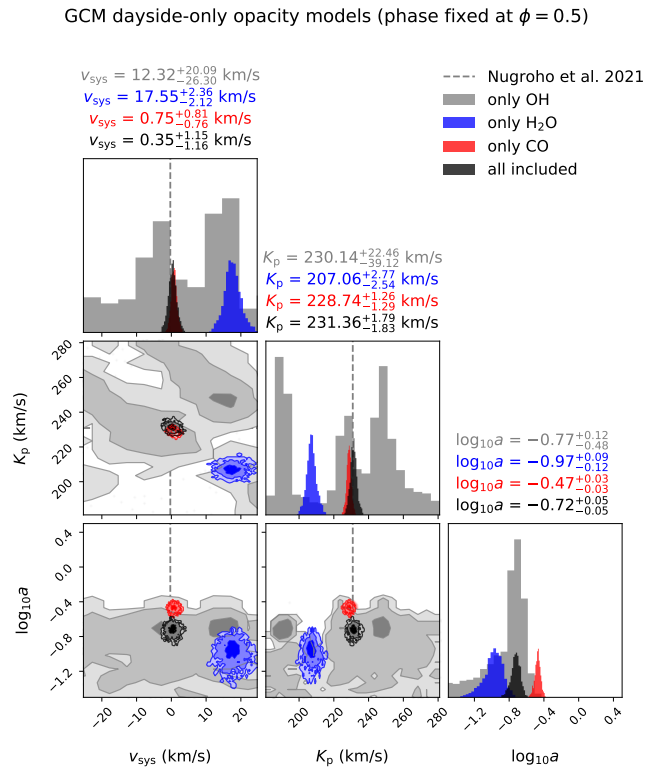 GCM dayside-only opacity models (phase fixed at ϕ = 0.5)
v_sys = 12.32^{+20.09}_{−26.30} km/s
v_sys = 17.55^{+2.36}_{−2.12} km/s
v_sys = 0.75^{+0.81}_{−0.76} km/s
v_sys = 0.35^{+1.15}_{−1.16} km/s
Nugroho et al. 2021
only OH
only H₂O
only CO
all included
K_p = 230.14^{+22.46}_{−39.12} km/s
K_p = 207.06^{+2.77}_{−2.54} km/s
K_p = 228.74^{+1.26}_{−1.29} km/s
K_p = 231.36^{+1.79}_{−1.83} km/s
K_p (km/s)
280
260
240
220
200
log₁₀a = −0.77^{+0.12}_{−0.48}
log₁₀a = −0.97^{+0.09}_{−0.12}
log₁₀a = −0.47^{+0.03}_{−0.03}
log₁₀a = −0.72^{+0.05}_{−0.05}
log₁₀a
0.4
0.0
−0.4
−0.8
−1.2
−20
−10
0
10
20
v_sys (km/s)
200
220
240
260
280
K_p (km/s)
−1.2
−0.8
−0.4
0.0
0.4
log₁₀a